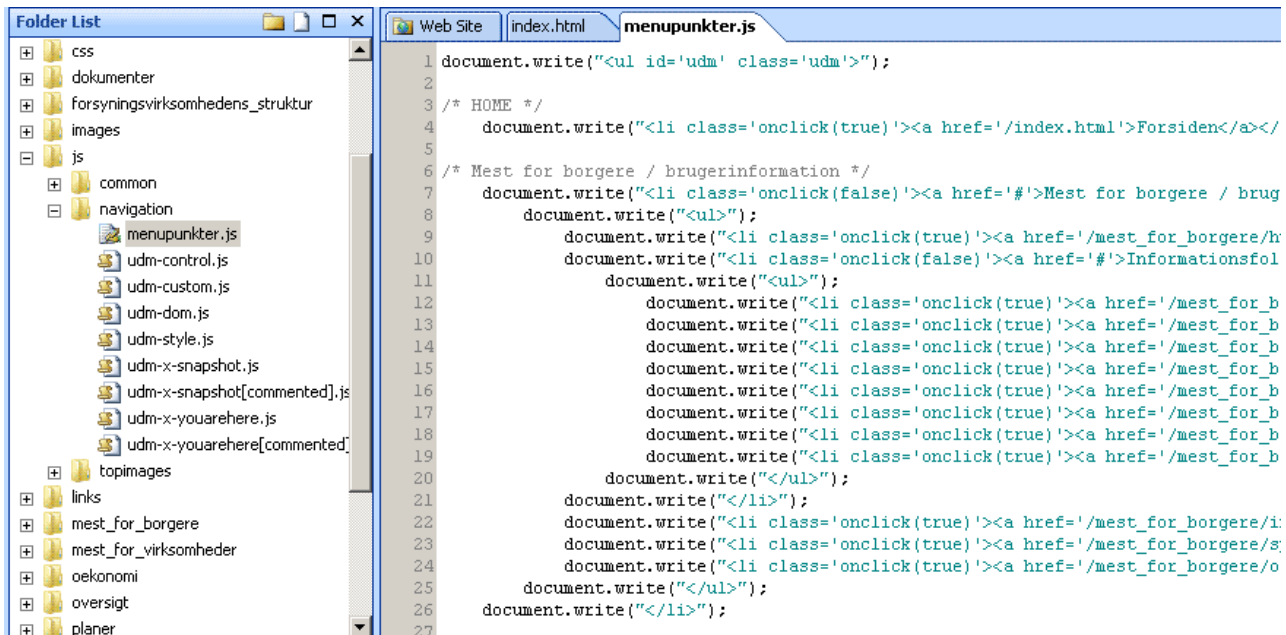 Folder List
css
dokumenter
forsyningsvirksomhedens_struktur
images
js
common
navigation
menupunkter.js
udm-control.js
udm-custom.js
udm-dom.js
udm-style.js
udm-x-snapshot.js
udm-x-snapshot[commented].js
udm-x-youarehere.js
udm-x-youarehere[commented]
topimages
links
mest_for_borgere
mest_for_virksomheder
oekonomi
oversigt
planer
Web Site index.html menupunkter.js
1 document.write("<ul id='udm' class='udm'>");
2
3 /* HOME */
4 document.write("<li class='onclick(true)'><a href='/index.html'>Forsiden</a></
5
6 /* Mest for borgere / brugerinformation */
7 document.write("<li class='onclick(false)'><a href='#'>Mest for borgere / brug
8 document.write("<ul>");
9 document.write("<li class='onclick(true)'><a href='/mest_for_borgere/h
10 document.write("<li class='onclick(false)'><a href='#'>Informationsfol
11 document.write("<ul>");
12 document.write("<li class='onclick(true)'><a href='/mest_for_b
13 document.write("<li class='onclick(true)'><a href='/mest_for_b
14 document.write("<li class='onclick(true)'><a href='/mest_for_b
15 document.write("<li class='onclick(true)'><a href='/mest_for_b
16 document.write("<li class='onclick(true)'><a href='/mest_for_b
17 document.write("<li class='onclick(true)'><a href='/mest_for_b
18 document.write("<li class='onclick(true)'><a href='/mest_for_b
19 document.write("<li class='onclick(true)'><a href='/mest_for_b
20 document.write("</ul>");
21 document.write("</li>");
22 document.write("<li class='onclick(true)'><a href='/mest_for_borgere/i
23 document.write("<li class='onclick(true)'><a href='/mest_for_borgere/s
24 document.write("<li class='onclick(true)'><a href='/mest_for_borgere/o
25 document.write("</ul>");
26 document.write("</li>");
27